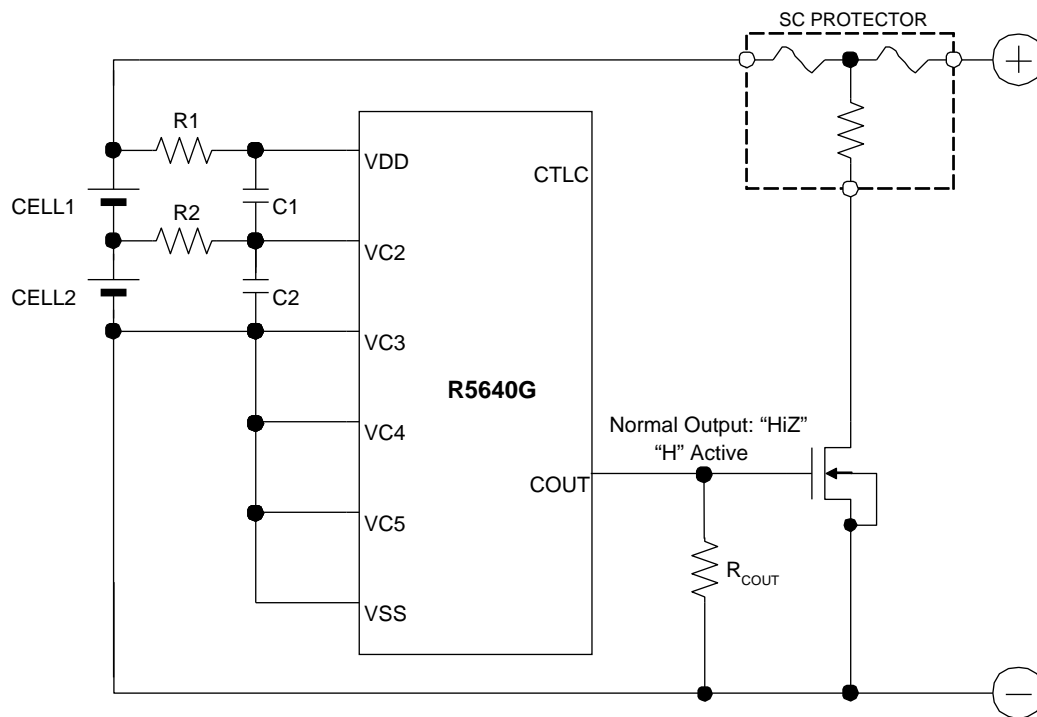 SC PROTECTOR
R1
VDD
CTLC
CELL1
C1
R2
VC2
CELL2
C2
VC3
R5640G
Normal Output: “HiZ”
“H” Active
VC4
COUT
VC5
RCOUT
VSS